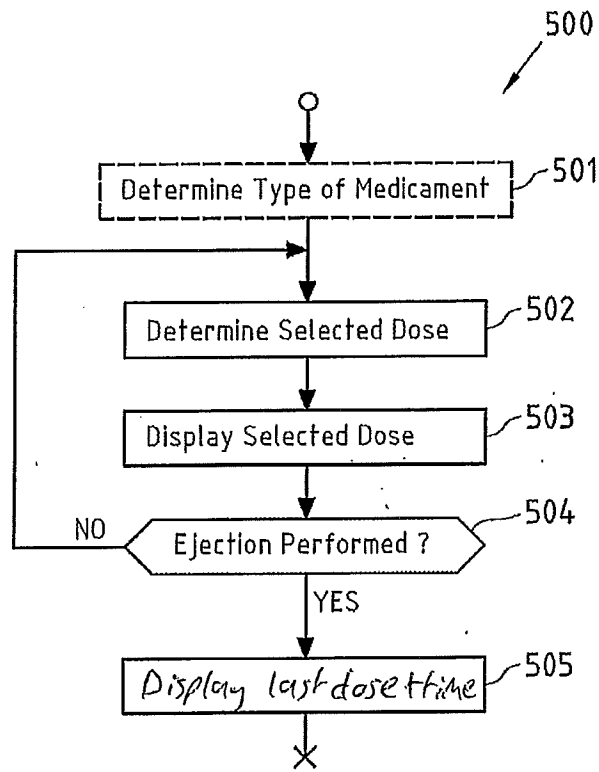 500
Determine Type of Medicament
501
Determine Selected Dose
502
Display Selected Dose
503
Ejection Performed ?
504
NO
YES
Display last dose + time
505